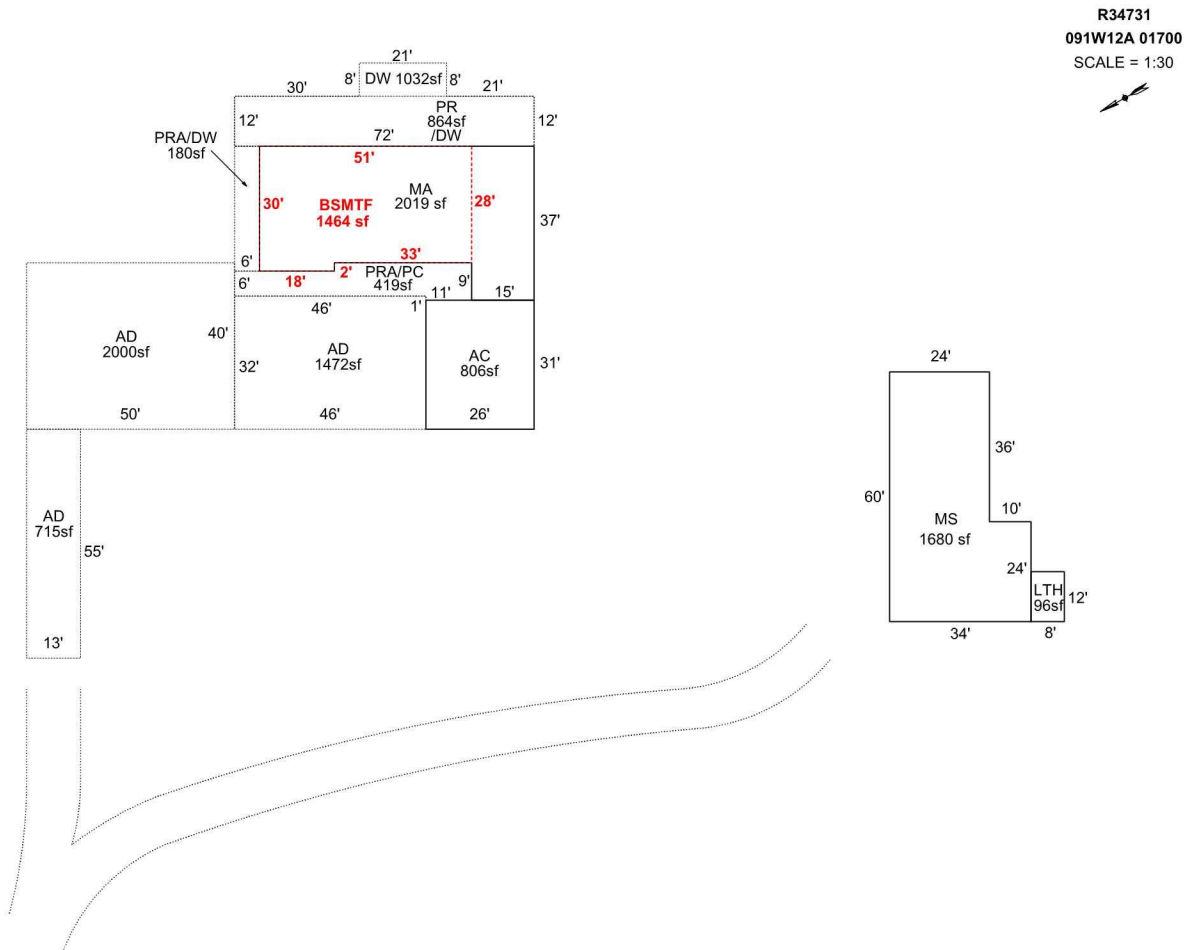 R34731
091W12A 01700
SCALE = 1:30
21'
8'
DW 1032sf
8'
30'
21'
12'
PR
864sf
/DW
12'
72'
PRA/DW
180sf
51'
30'
BSMTF
1464 sf
MA
2019 sf
28'
37'
6'
33'
6'
18'
2'
PRA/PC
419sf
9'
11'
15'
46'
1'
AD
2000sf
40'
32'
AD
1472sf
AC
806sf
31'
50'
46'
26'
24'
36'
60'
10'
MS
1680 sf
AD
715sf
55'
24'
LTH
96sf
12'
13'
34'
8'